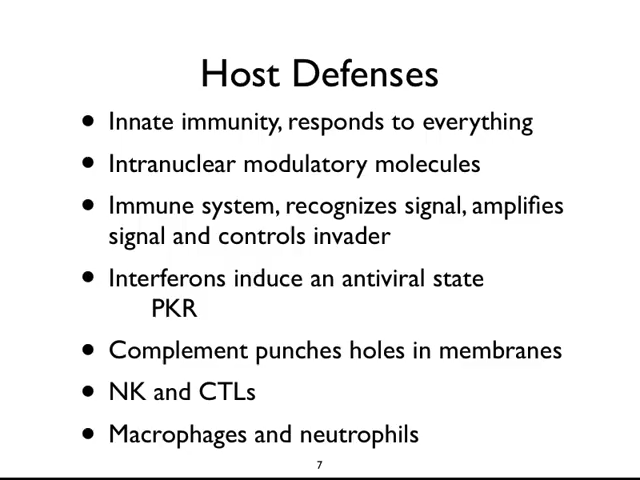 Host Defenses
• Innate immunity, responds to everything
• Intranuclear modulatory molecules
• Immune system, recognizes signal, amplifies
signal and controls invader
• Interferons induce an antiviral state
PKR
• Complement punches holes in membranes
• NK and CTLs
• Macrophages and neutrophils
7